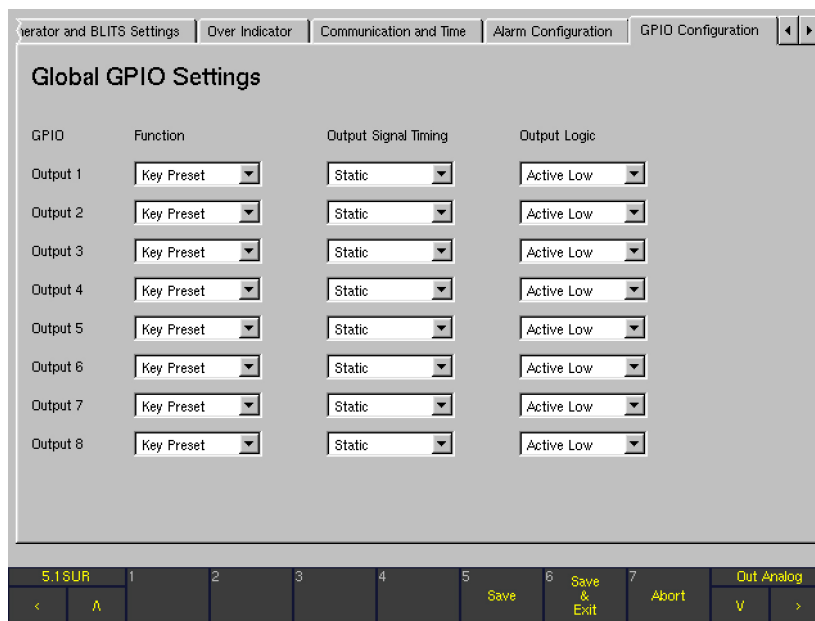 nerator and BLITS Settings Over Indicator Communication and Time Alarm Configuration GPIO Configuration
Global GPIO Settings
GPIO Function Output Signal Timing Output Logic
Output 1 Key Preset Static Active Low
Output 2 Key Preset Static Active Low
Output 3 Key Preset Static Active Low
Output 4 Key Preset Static Active Low
Output 5 Key Preset Static Active Low
Output 6 Key Preset Static Active Low
Output 7 Key Preset Static Active Low
Output 8 Key Preset Static Active Low
5.1SUR 1 2 3 4 5 Save 6 Save & Exit 7 Abort Out Analog
< Λ V >